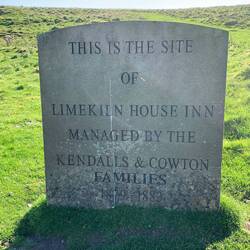 THIS IS THE SITE
OF
LIMEKILN HOUSE INN
MANAGED BY THE
KENDALLS & COWTON
FAMILIES